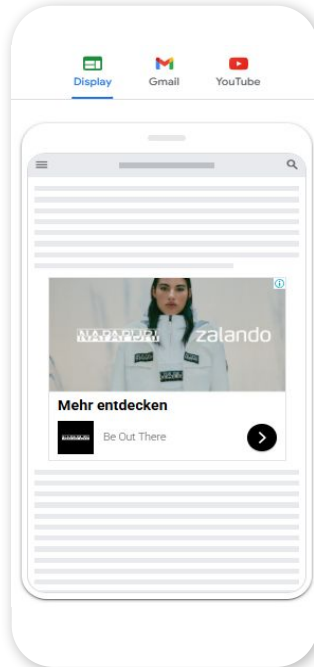 Display
Gmail
YouTube
NAPAPIJRI
zalando
Mehr entdecken
Be Out There